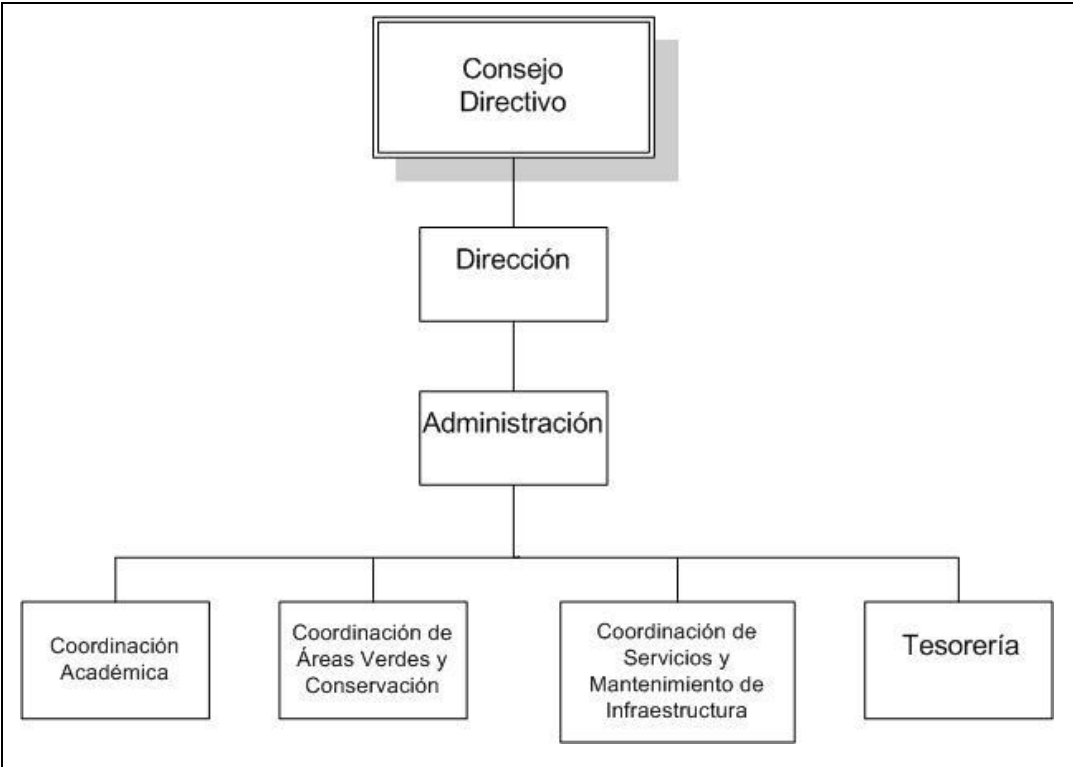 Consejo
Directivo
Dirección
Administración
Coordinación
Académica
Coordinación de
Áreas Verdes y
Conservación
Coordinación de
Servicios y
Mantenimiento de
Infraestructura
Tesorería